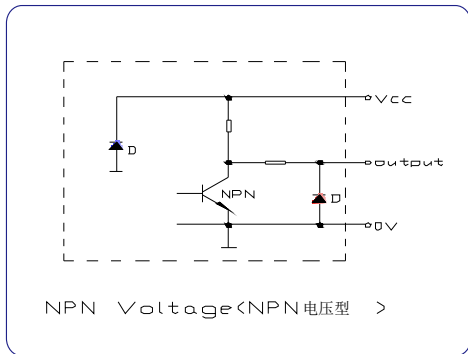 Vcc
D
output
NPN
D
0V
NPN Voltage(NPN电压型 )